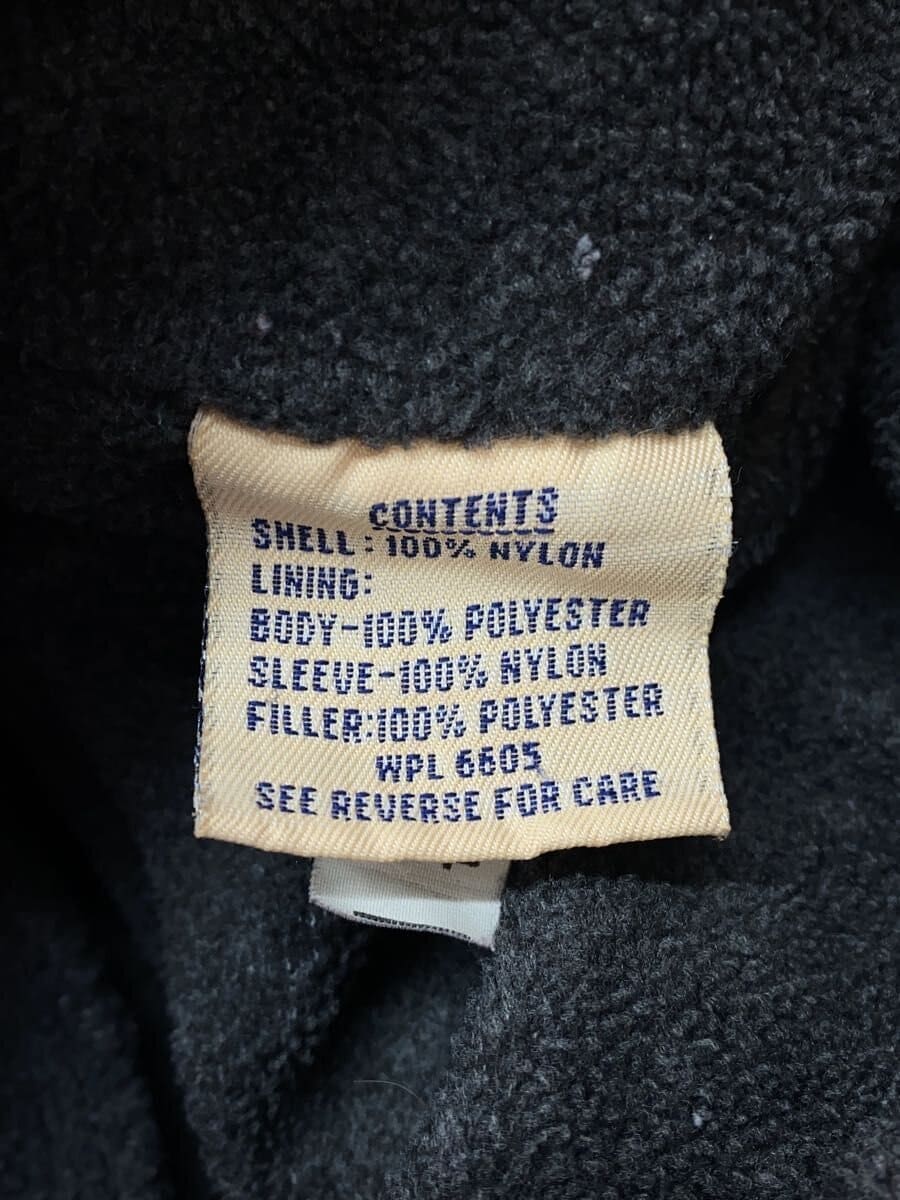 CONTENTS
SHELL: 100% NYLON
LINING:
BODY-100% POLYESTER
SLEEVE-100% NYLON
FILLER:100% POLYESTER
WPL 6605
SEE REVERSE FOR CARE